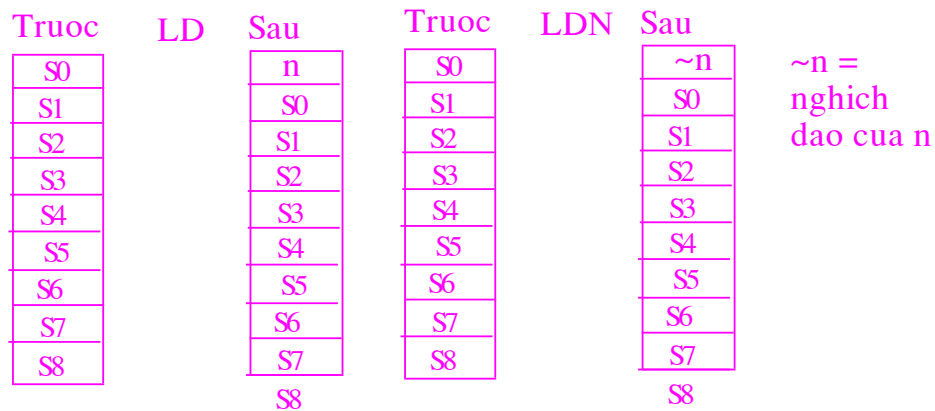 Truoc LD Sau Truoc LDN Sau
S0 n S0 ~n ~n =
S1 S0 S1 S0 nghich
S2 S1 S2 S1 dao cua n
S3 S2 S3 S2
S4 S3 S4 S3
S5 S4 S5 S4
S6 S5 S6 S5
S7 S6 S7 S6
S8 S7 S8 S7
S8 S8